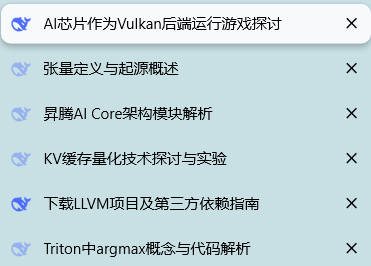 AI芯片作为Vulkan后端运行游戏探讨
张量定义与起源概述
昇腾AI Core架构模块解析
KV缓存量化技术探讨与实验
下载LLVM项目及第三方依赖指南
Triton中argmax概念与代码解析